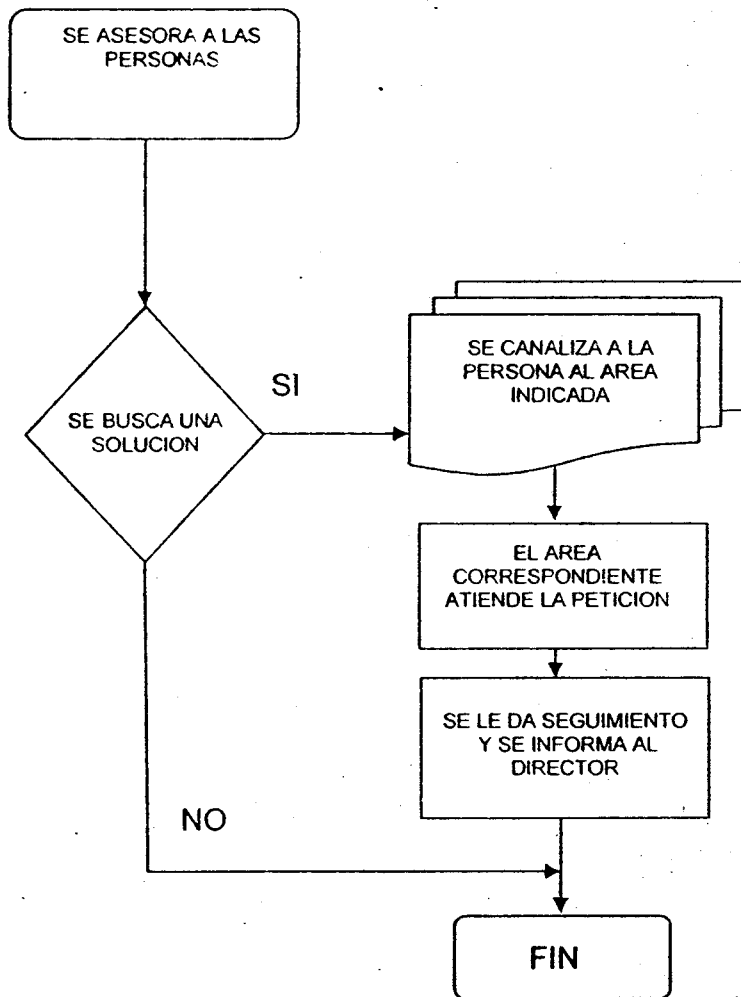 SE ASESORA A LAS
PERSONAS
SE BUSCA UNA
SOLUCION
SI
SE CANALIZA A LA
PERSONA AL AREA
INDICADA
EL AREA
CORRESPONDIENTE
ATIENDE LA PETICION
SE LE DA SEGUIMIENTO
Y SE INFORMA AL
DIRECTOR
NO
FIN